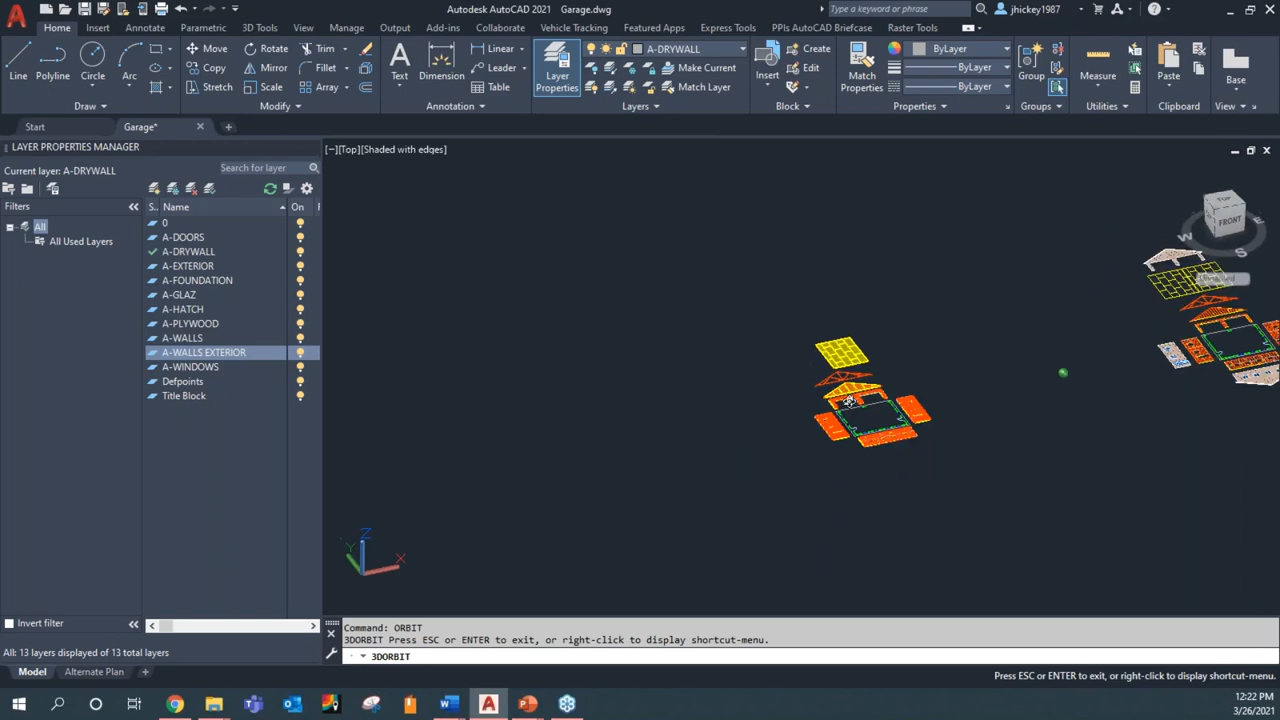 Autodesk AutoCAD 2021 Garage.dwg
Type a keyword or phrase
jhickey1987
Home Insert Annotate Parametric 3D Tools View Manage Output Add-ins Collaborate Vehicle Tracking Featured Apps Express Tools PPIs AutoCAD Briefcase Raster Tools
Line Polyline Circle Arc
Move Rotate Trim
Copy Mirror Fillet
Stretch Scale Array
Text Dimension
Linear
Leader
Table
Layer Properties
A-DRYWALL
Make Current
Match Layer
Insert
Create
Edit
Match Properties
ByLayer
ByLayer
ByLayer
Group
Measure
Paste
Base
Draw Modify Annotation Layers Block Properties Groups Utilities Clipboard View
Start Garage*
LAYER PROPERTIES MANAGER
Current layer: A-DRYWALL
Search for layer
Filters
All
All Used Layers
S.. Name On F
0
A-DOORS
A-DRYWALL
A-EXTERIOR
A-FOUNDATION
A-GLAZ
A-HATCH
A-PLYWOOD
A-WALLS
A-WALLS EXTERIOR
A-WINDOWS
Defpoints
Title Block
Invert filter
All: 13 layers displayed of 13 total layers
[−][Top][Shaded with edges]
TOP
FRONT
W
S
E
Z
Y
X
Command: ORBIT
3DORBIT Press ESC or ENTER to exit, or right-click to display shortcut-menu.
3DORBIT
Model Alternate Plan
Press ESC or ENTER to exit, or right-click to display shortcut-menu.
12:22 PM
3/26/2021